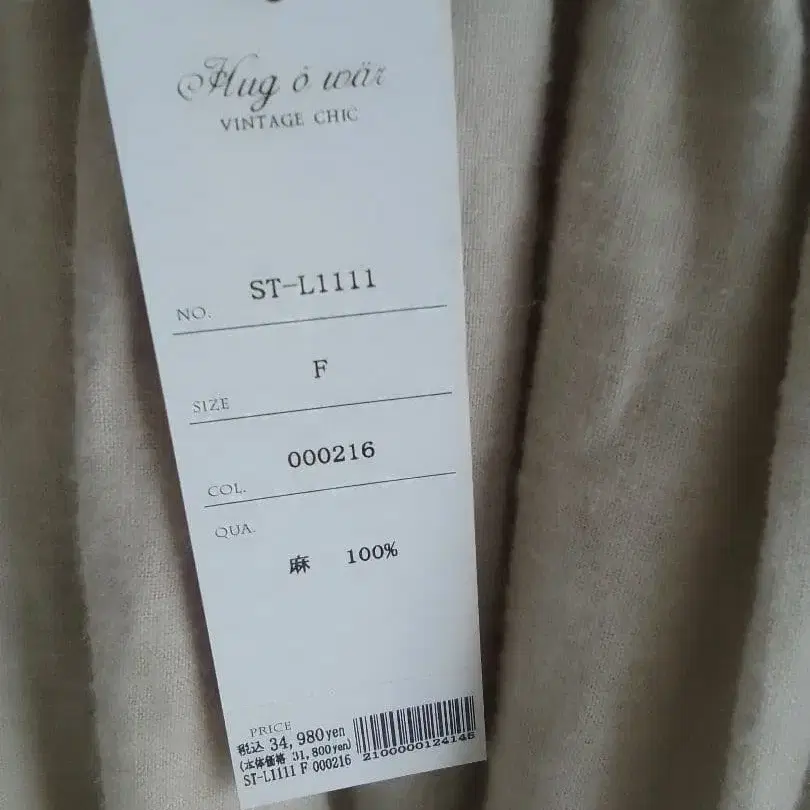 Hug ō wär
VINTAGE CHIC
NO. ST-L1111
SIZE F
COL. 000216
QUA.
麻 100%
PRICE
税込 34,980yen
(本体価格 31,800yen)
ST-L1111 F 000216
2100000124145